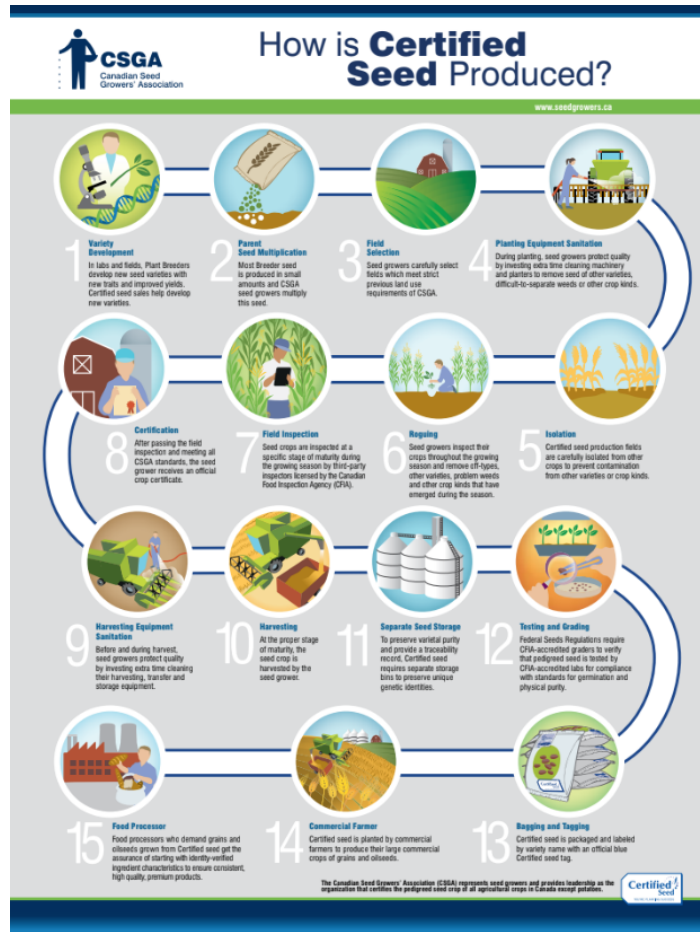 CSGA
Canadian Seed
Growers' Association
How is Certified
Seed Produced?
www.seedgrowers.ca
1
Variety
Development
In labs and fields, Plant Breeders
develop new seed varieties with
new traits and improved yields.
Certified seed sales help develop
new varieties.
2
Parent
Seed Multiplication
Most Breeder seed
is produced in small
amounts and CSGA
seed growers multiply
this seed.
3
Field
Selection
Seed growers carefully select
fields which meet strict
previous land use
requirements of CSGA.
4
Planting Equipment Sanitation
During planting, seed growers protect quality
by investing extra time cleaning machinery
and planters to remove seed of other varieties,
difficult-to-separate weeds or other crop kinds.
5
Isolation
Certified seed production fields
are carefully isolated from other
crops to prevent contamination
from other varieties or crop kinds.
6
Roguing
Seed growers inspect their
crops throughout the growing
season and remove off-types,
other varieties, problem weeds
and other crop kinds that have
emerged during the season.
7
Field Inspection
Seed crops are inspected at a
specific stage of maturity during
the growing season by third-party
inspectors licensed by the Canadian
Food Inspection Agency (CFIA).
8
Certification
After passing the field
inspection and meeting all
CSGA standards, the seed
grower receives an official
crop certificate.
9
Harvesting Equipment
Sanitation
Before and during harvest,
seed growers protect quality
by investing extra time cleaning
their harvesting, transfer and
storage equipment.
10
Harvesting
At the proper stage
of maturity, the
seed crop is
harvested by the
seed grower.
11
Separate Seed Storage
To preserve varietal purity
and provide a traceability
record, Certified seed
requires separate storage
bins to preserve unique
genetic identities.
12
Testing and Grading
Federal Seeds Regulations require
CFIA-accredited graders to verify
that pedigreed seed is tested by
CFIA-accredited labs for compliance
with standards for germination and
physical purity.
13
Bagging and Tagging
Certified seed is packaged and labeled
by variety name with an official blue
Certified seed tag.
14
Commercial Farmer
Certified seed is planted by commercial
farmers to produce their large commercial
crops of grains and oilseeds.
15
Food Processor
Food processors who demand grains and
oilseeds grown from Certified seed get the
assurance of starting with identity-verified
ingredient characteristics to ensure consistent,
high quality, premium products.
The Canadian Seed Growers' Association (CSGA) represents seed growers and provides leadership as the
organization that certifies the pedigreed seed crop of all agricultural crops in Canada except potatoes.
Certified
Seed